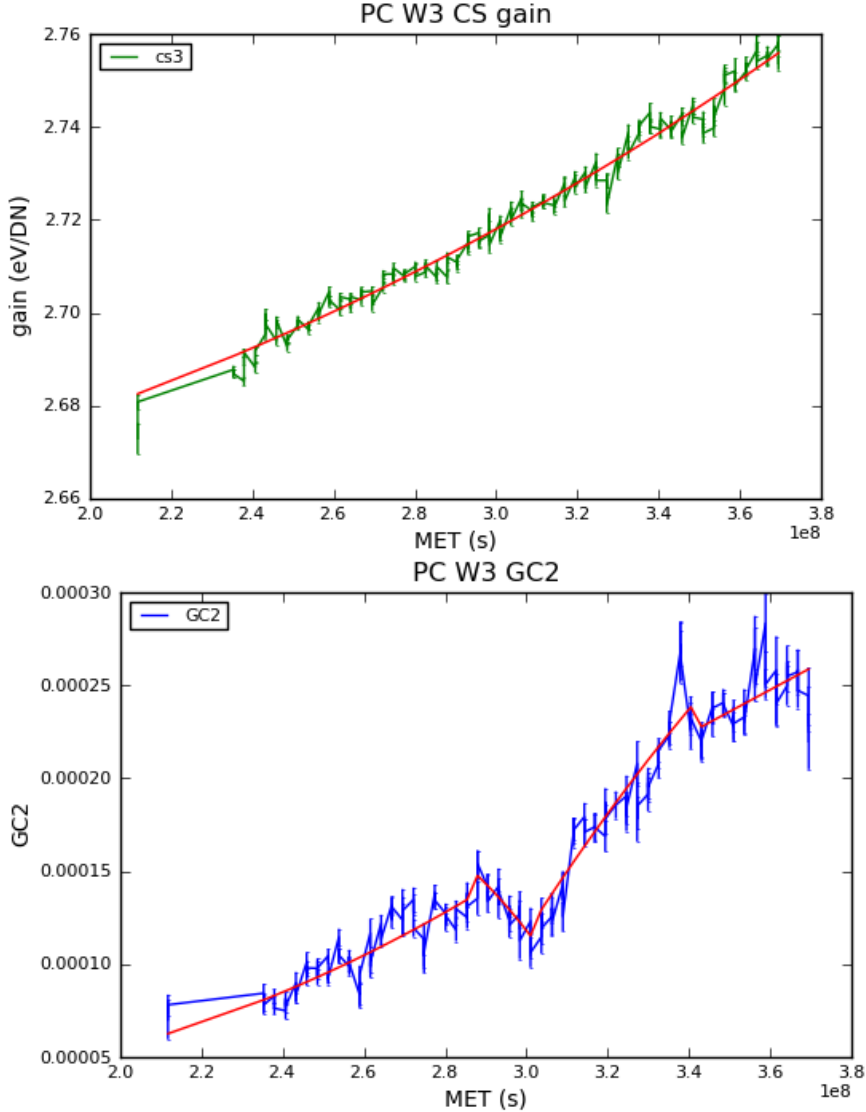 PC W3 CS gain
2.76
cs3
2.74
2.72
2.70
2.68
2.66
gain (eV/DN)
2.0 2.2 2.4 2.6 2.8 3.0 3.2 3.4 3.6 3.8
1e8
MET (s)
PC W3 GC2
0.00030
GC2
0.00025
0.00020
0.00015
0.00010
0.00005
GC2
2.0 2.2 2.4 2.6 2.8 3.0 3.2 3.4 3.6 3.8
1e8
MET (s)